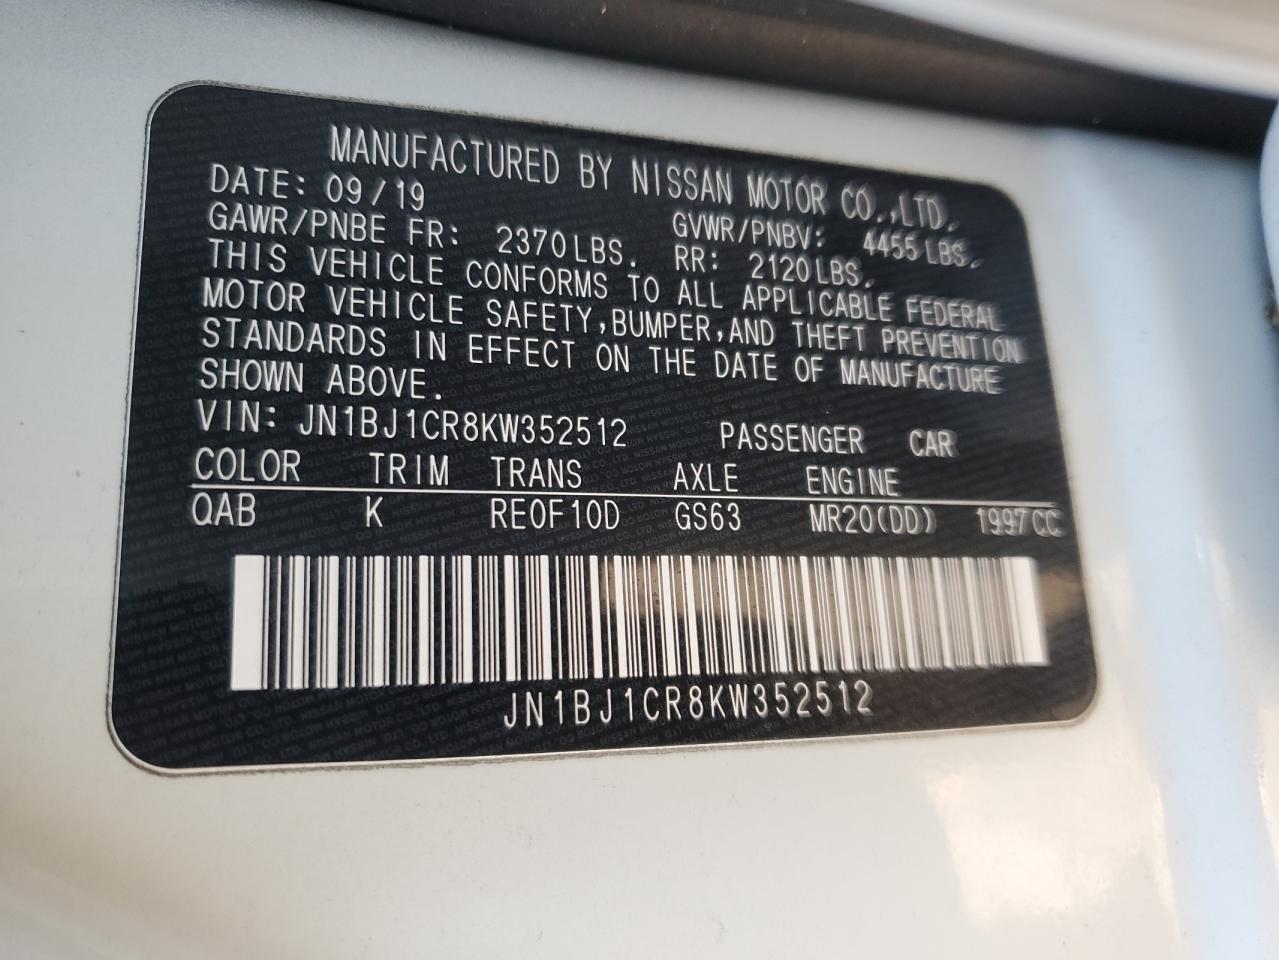 MANUFACTURED BY NISSAN MOTOR CO.,LTD.
DATE: 09/19 GVWR/PNBV: 4455LBS.
GAWR/PNBE FR: 2370LBS. RR: 2120LBS.
THIS VEHICLE CONFORMS TO ALL APPLICABLE FEDERAL
MOTOR VEHICLE SAFETY,BUMPER,AND THEFT PREVENTION
STANDARDS IN EFFECT ON THE DATE OF MANUFACTURE
SHOWN ABOVE.
VIN: JN1BJ1CR8KW352512 PASSENGER CAR
COLOR TRIM TRANS AXLE ENGINE
QAB K RE0F10D GS63 MR20(DD) 1997CC
JN1BJ1CR8KW352512